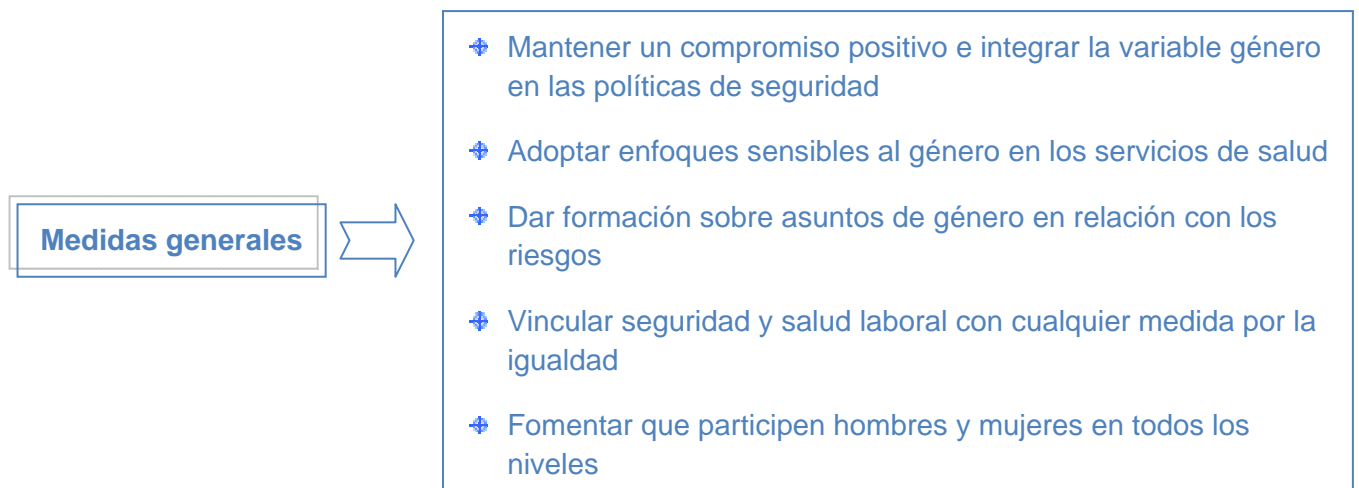 Medidas generales
Mantener un compromiso positivo e integrar la variable género
en las políticas de seguridad
Adoptar enfoques sensibles al género en los servicios de salud
Dar formación sobre asuntos de género en relación con los
riesgos
Vincular seguridad y salud laboral con cualquier medida por la
igualdad
Fomentar que participen hombres y mujeres en todos los
niveles